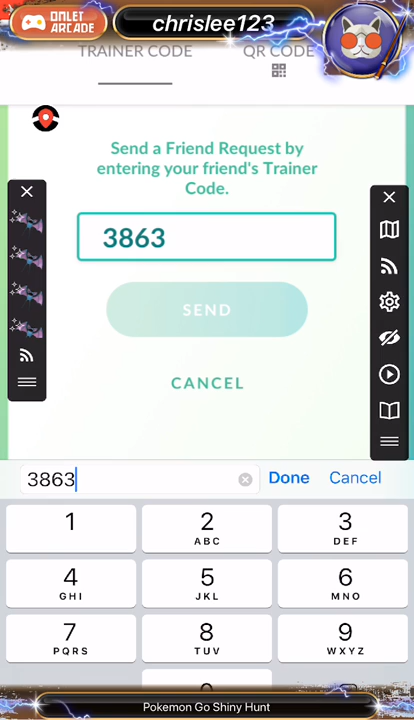 OMLET
ARCADE
chrislee123
TRAINER CODE
QR CODE
Send a Friend Request by
entering your friend's Trainer
Code.
3863
SEND
CANCEL
3863
Done
Cancel
1
2
ABC
3
DEF
4
GHI
5
JKL
6
MNO
7
PQRS
8
TUV
9
WXYZ
Pokemon Go Shiny Hunt